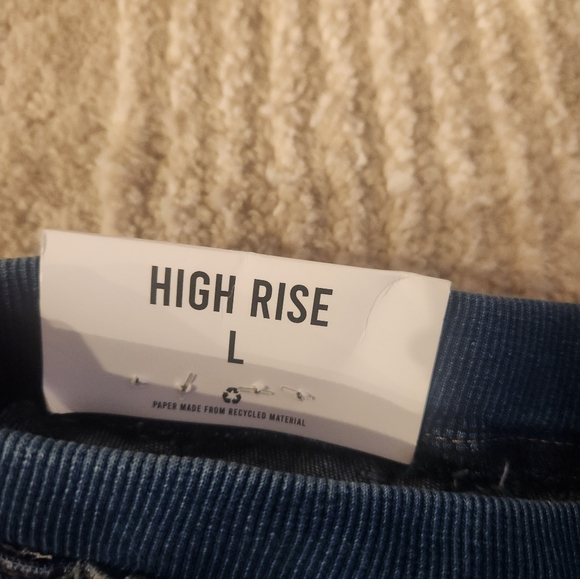 HIGH RISE
L
PAPER MADE FROM RECYCLED MATERIAL